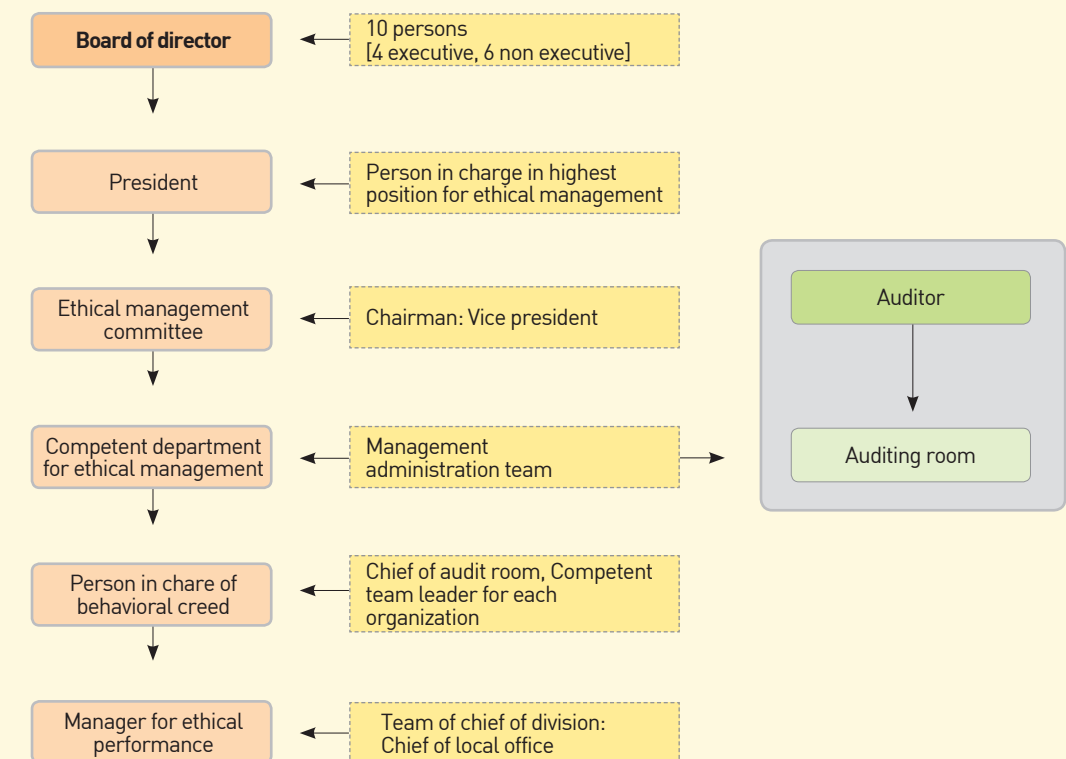 Board of director
10 persons
[4 executive, 6 non executive]
President
Person in charge in highest
position for ethical management
Ethical management
committee
Chairman: Vice president
Auditor
Competent department
for ethical management
Management
administration team
Auditing room
Person in chare of
behavioral creed
Chief of audit room, Competent
team leader for each
organization
Manager for ethical
performance
Team of chief of division:
Chief of local office